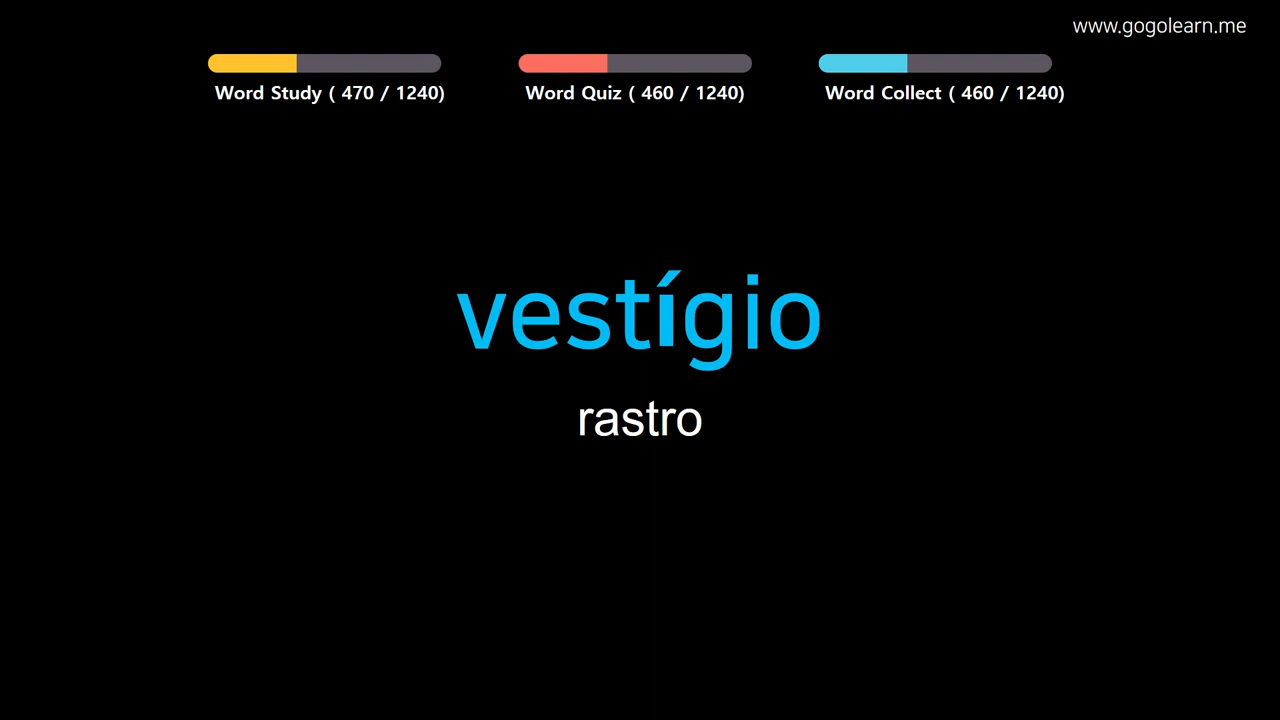 www.gogolearn.me
Word Study ( 470 / 1240)
Word Quiz ( 460 / 1240)
Word Collect ( 460 / 1240)
vestígio
rastro